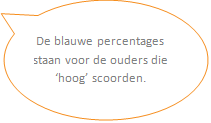 De blauwe percentages
staan voor de ouders die
‘hoog’ scoorden.